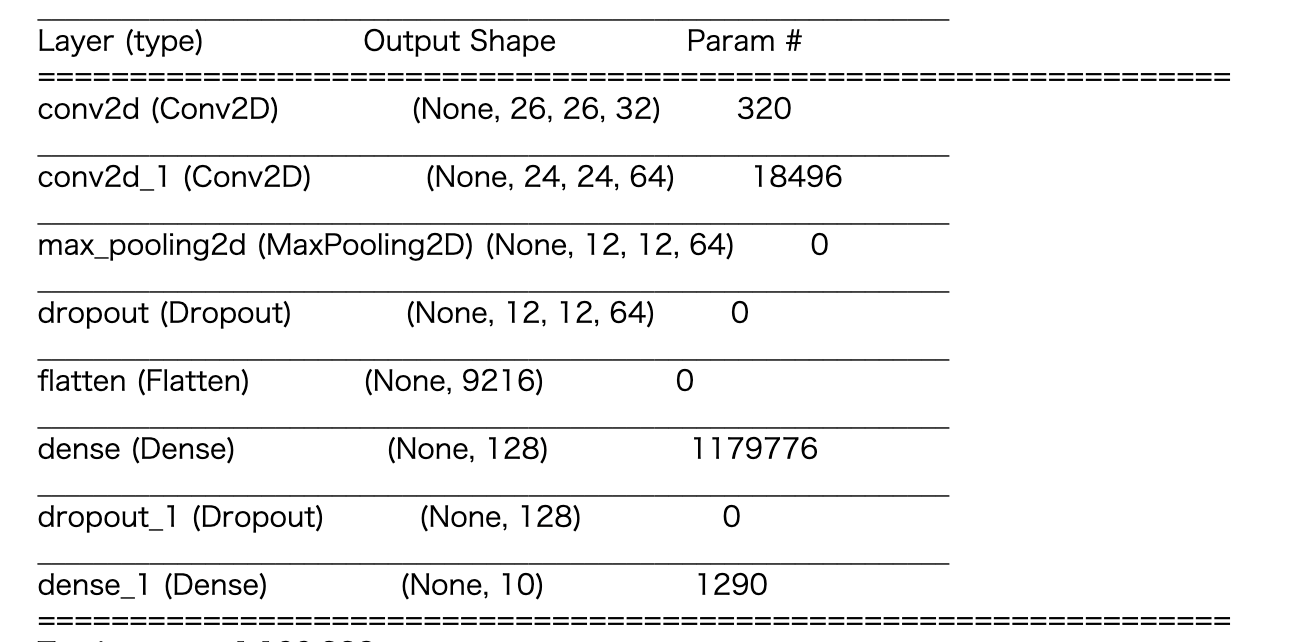 Layer (type) Output Shape Param #
=================================================================
conv2d (Conv2D) (None, 26, 26, 32) 320
conv2d_1 (Conv2D) (None, 24, 24, 64) 18496
max_pooling2d (MaxPooling2D) (None, 12, 12, 64) 0
dropout (Dropout) (None, 12, 12, 64) 0
flatten (Flatten) (None, 9216) 0
dense (Dense) (None, 128) 1179776
dropout_1 (Dropout) (None, 128) 0
dense_1 (Dense) (None, 10) 1290
=================================================================